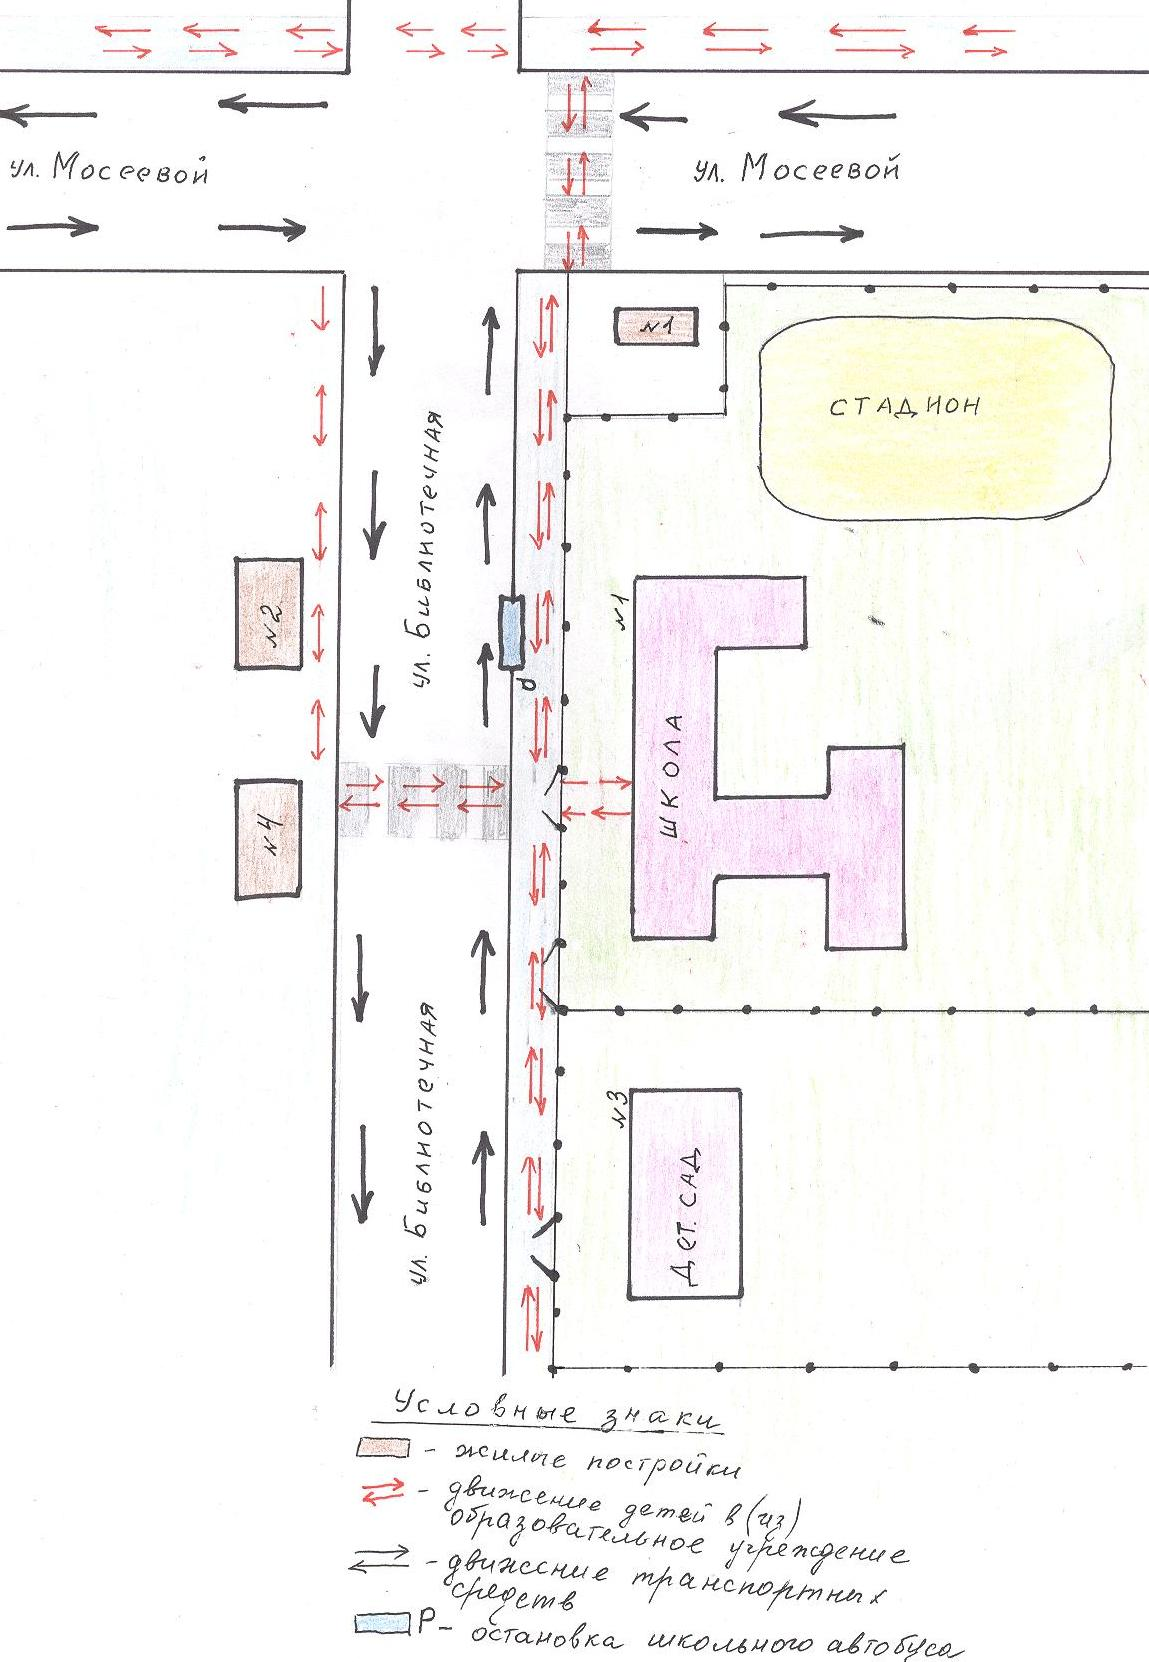 ул. Мосеевой
ул. Мосеевой
№1
СТАДИОН
ул. Библиотечная
№2
№1
P
ШКОЛА
№4
ул. Библиотечная
№3
Дет. САД
Условные знаки
- жилые постройки
- движение детей в (из)
образовательное учреждение
- движение транспортных
средств
P - остановка школьного автобуса